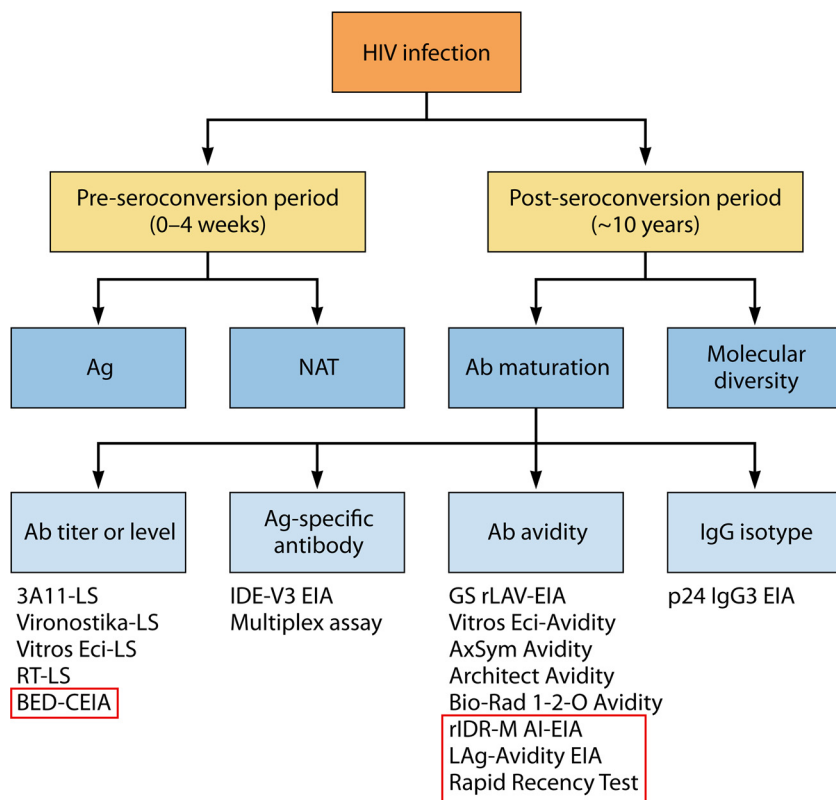 HIV infection
Pre-seroconversion period
(0–4 weeks)
Post-seroconversion period
(~10 years)
Ag
NAT
Ab maturation
Molecular
diversity
Ab titer or level
Ag-specific
antibody
Ab avidity
IgG isotype
3A11-LS
Vironostika-LS
Vitros Eci-LS
RT-LS
BED-CEIA
IDE-V3 EIA
Multiplex assay
GS rLAV-EIA
Vitros Eci-Avidity
AxSym Avidity
Architect Avidity
Bio-Rad 1-2-O Avidity
rIDR-M AI-EIA
LAg-Avidity EIA
Rapid Recency Test
p24 IgG3 EIA